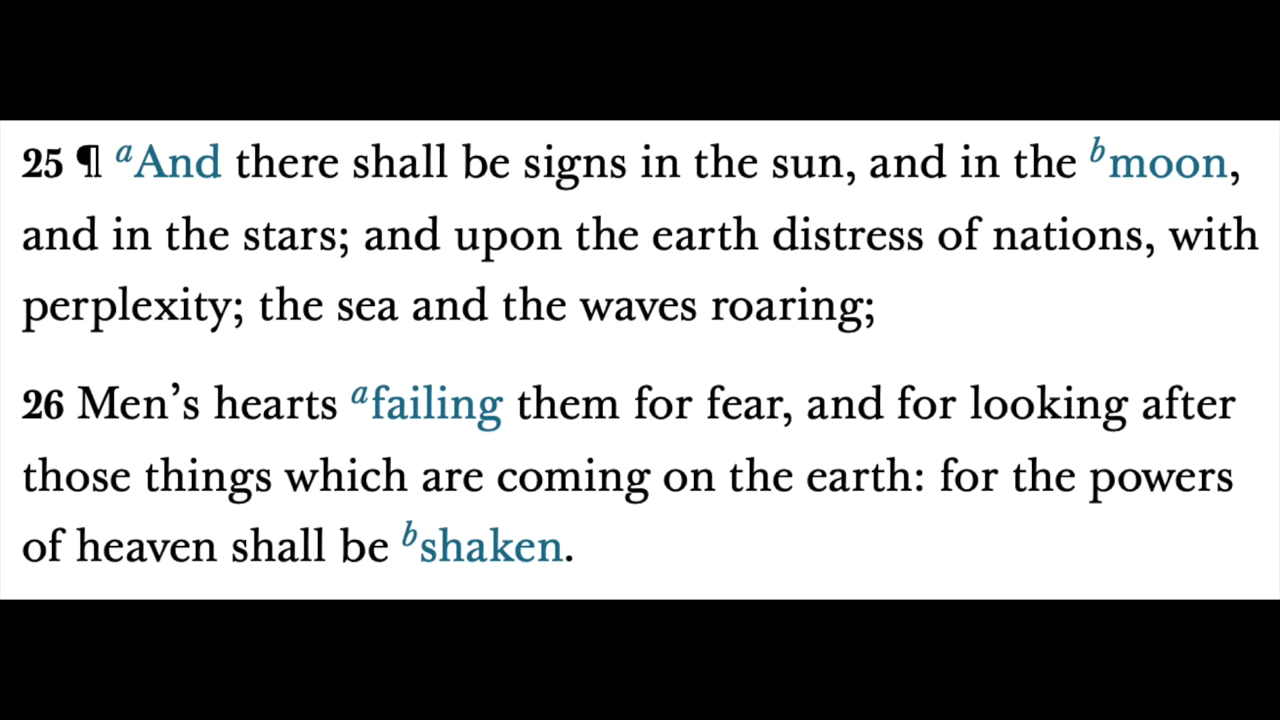 25 ¶ aAnd there shall be signs in the sun, and in the bmoon,
and in the stars; and upon the earth distress of nations, with
perplexity; the sea and the waves roaring;
26 Men’s hearts afailing them for fear, and for looking after
those things which are coming on the earth: for the powers
of heaven shall be bshaken.